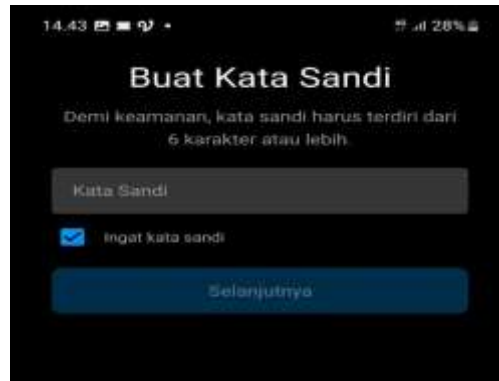 14.43
28%
Buat Kata Sandi
Demi keamanan, kata sandi harus terdiri dari
6 karakter atau lebih.
Kata Sandi
Ingat kata sandi
Selanjutnya